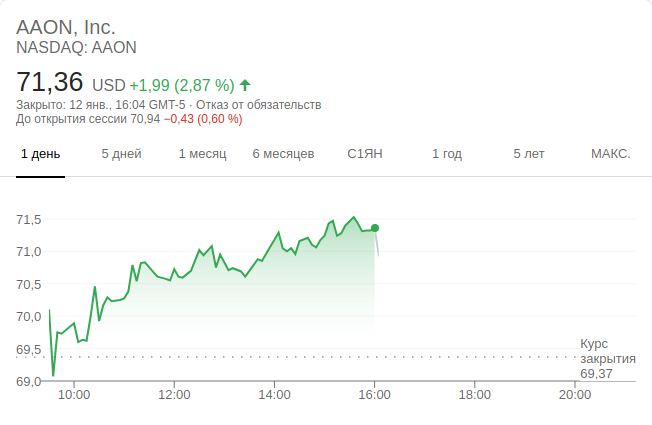 AAON, Inc.
NASDAQ: AAON
71,36 USD +1,99 (2,87 %)
Закрыто: 12 янв., 16:04 GMT-5 · Отказ от обязательств
До открытия сессии 70,94 −0,43 (0,60 %)
1 день 5 дней 1 месяц 6 месяцев С1ЯН 1 год 5 лет МАКС.
71,5
71,0
70,5
70,0
69,5
69,0
Курс
закрытия
69,37
10:00 12:00 14:00 16:00 18:00 20:00